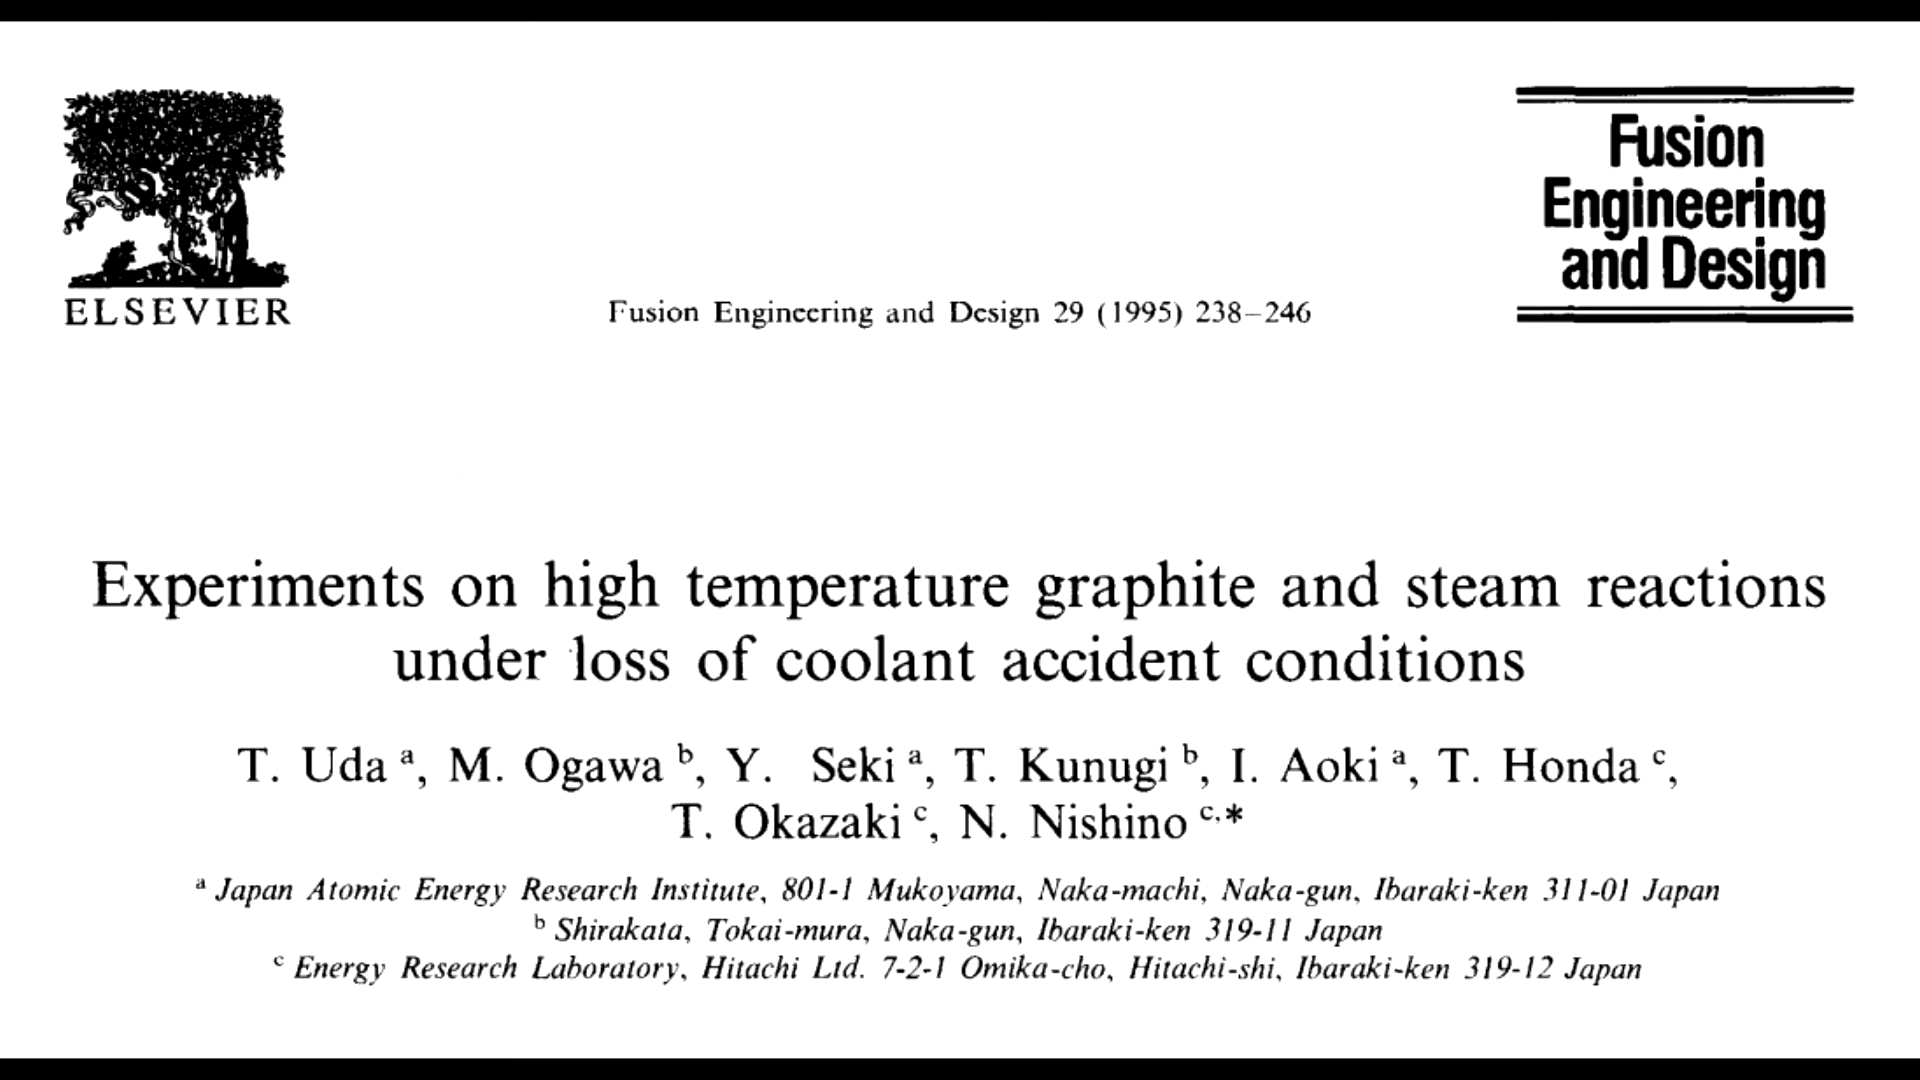 ELSEVIER
Fusion Engineering and Design 29 (1995) 238–246
Fusion
Engineering
and Design
Experiments on high temperature graphite and steam reactions
under loss of coolant accident conditions
T. Uda ᵃ, M. Ogawa ᵇ, Y. Seki ᵃ, T. Kunugi ᵇ, I. Aoki ᵃ, T. Honda ᶜ,
T. Okazaki ᶜ, N. Nishino ᶜ,*
ᵃ Japan Atomic Energy Research Institute, 801-1 Mukoyama, Naka-machi, Naka-gun, Ibaraki-ken 311-01 Japan
ᵇ Shirakata, Tokai-mura, Naka-gun, Ibaraki-ken 319-11 Japan
ᶜ Energy Research Laboratory, Hitachi Ltd. 7-2-1 Omika-cho, Hitachi-shi, Ibaraki-ken 319-12 Japan